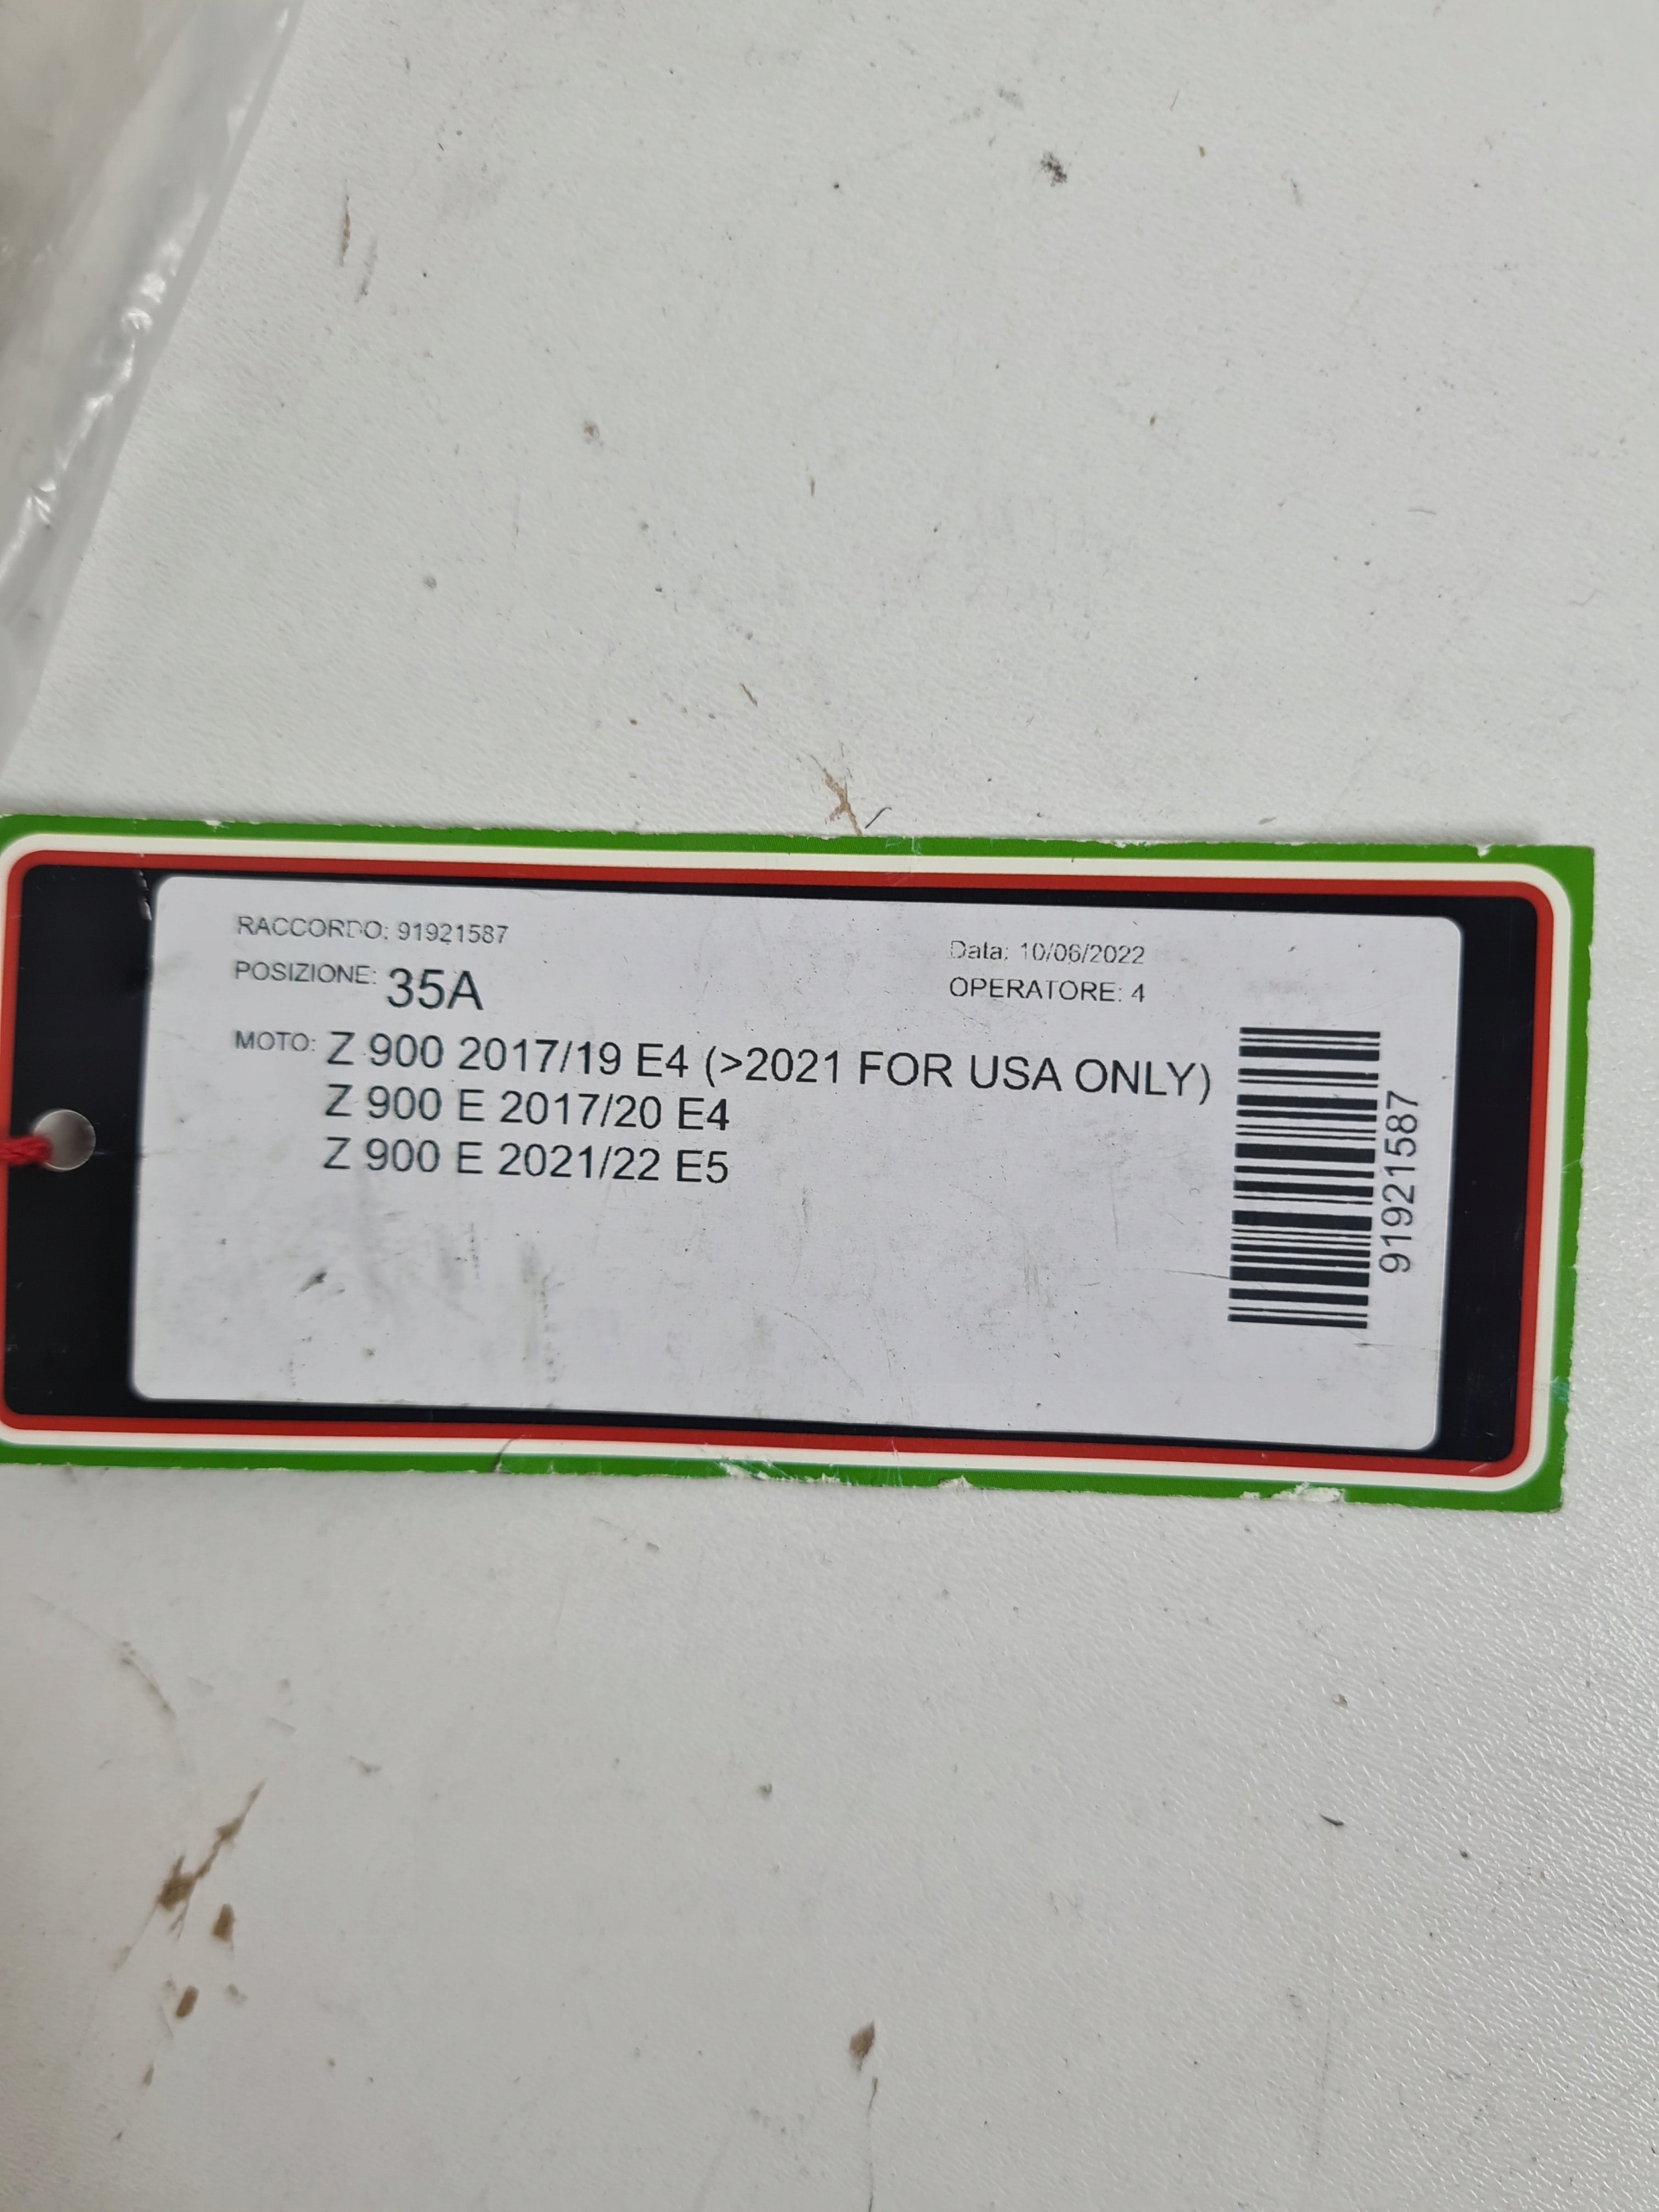 RACCORDO: 91921587
Data: 10/06/2022
POSIZIONE: 35A
OPERATORE: 4
MOTO: Z 900 2017/19 E4 (>2021 FOR USA ONLY)
Z 900 E 2017/20 E4
Z 900 E 2021/22 E5
91921587